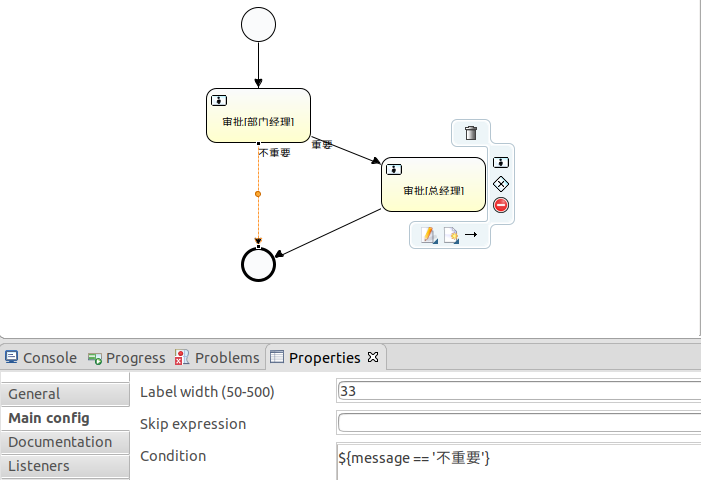 审批[部门经理]
不重要
重要
审批[总经理]
Console
Progress
Problems
Properties
General
Main config
Documentation
Listeners
Label width (50-500)
33
Skip expression
Condition
${message == '不重要'}